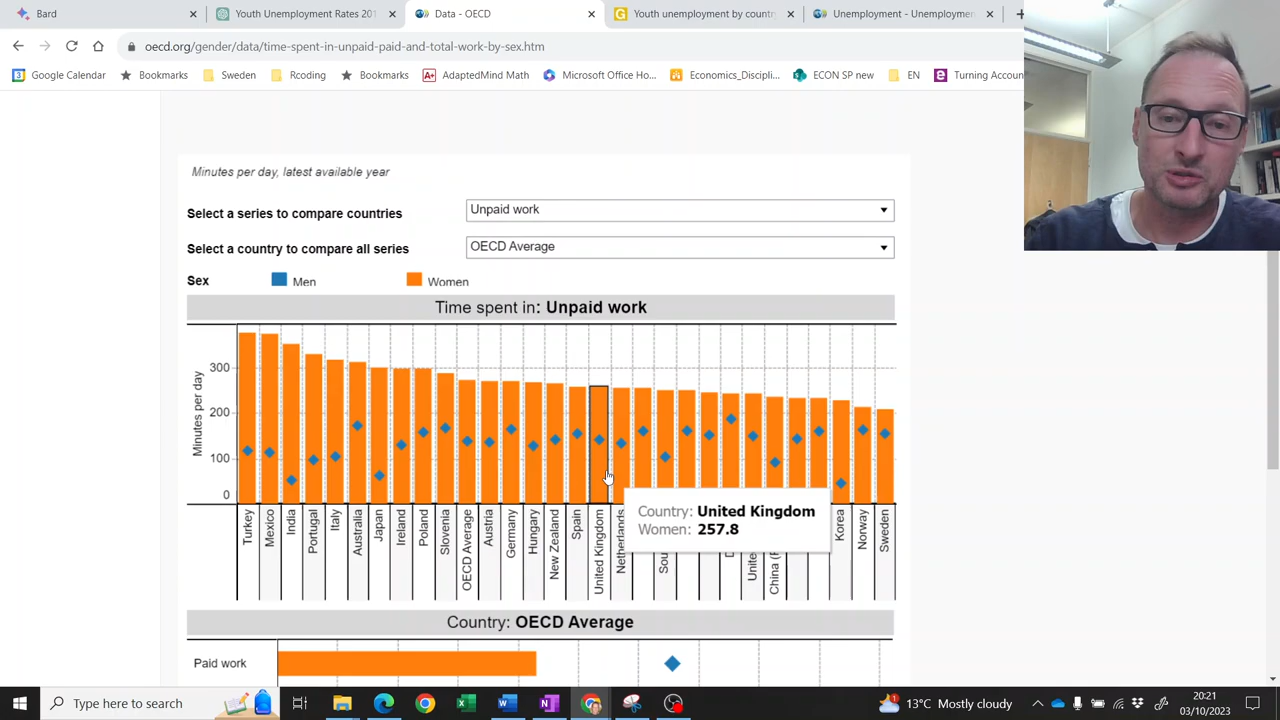 Bard
Youth Unemployment Rates 201
Data - OECD
Youth unemployment by countr
Unemployment - Unemploymen
oecd.org/gender/data/time-spent-in-unpaid-paid-and-total-work-by-sex.htm
Google Calendar
Bookmarks
Sweden
Rcoding
Bookmarks
AdaptedMind Math
Microsoft Office Ho...
Economics_Discipli...
ECON SP new
EN
Turning Accoun
Minutes per day, latest available year
Select a series to compare countries
Unpaid work
Select a country to compare all series
OECD Average
Sex
Men
Women
Time spent in: Unpaid work
Minutes per day
300
200
100
0
Turkey
Mexico
India
Portugal
Italy
Australia
Japan
Ireland
Poland
Slovenia
OECD Average
Austria
Germany
Hungary
New Zealand
Spain
United Kingdom
Netherlands
Korea
Norway
Sweden
Country: United Kingdom
Women: 257.8
Country: OECD Average
Paid work
Type here to search
13°C Mostly cloudy
20:21
03/10/2023